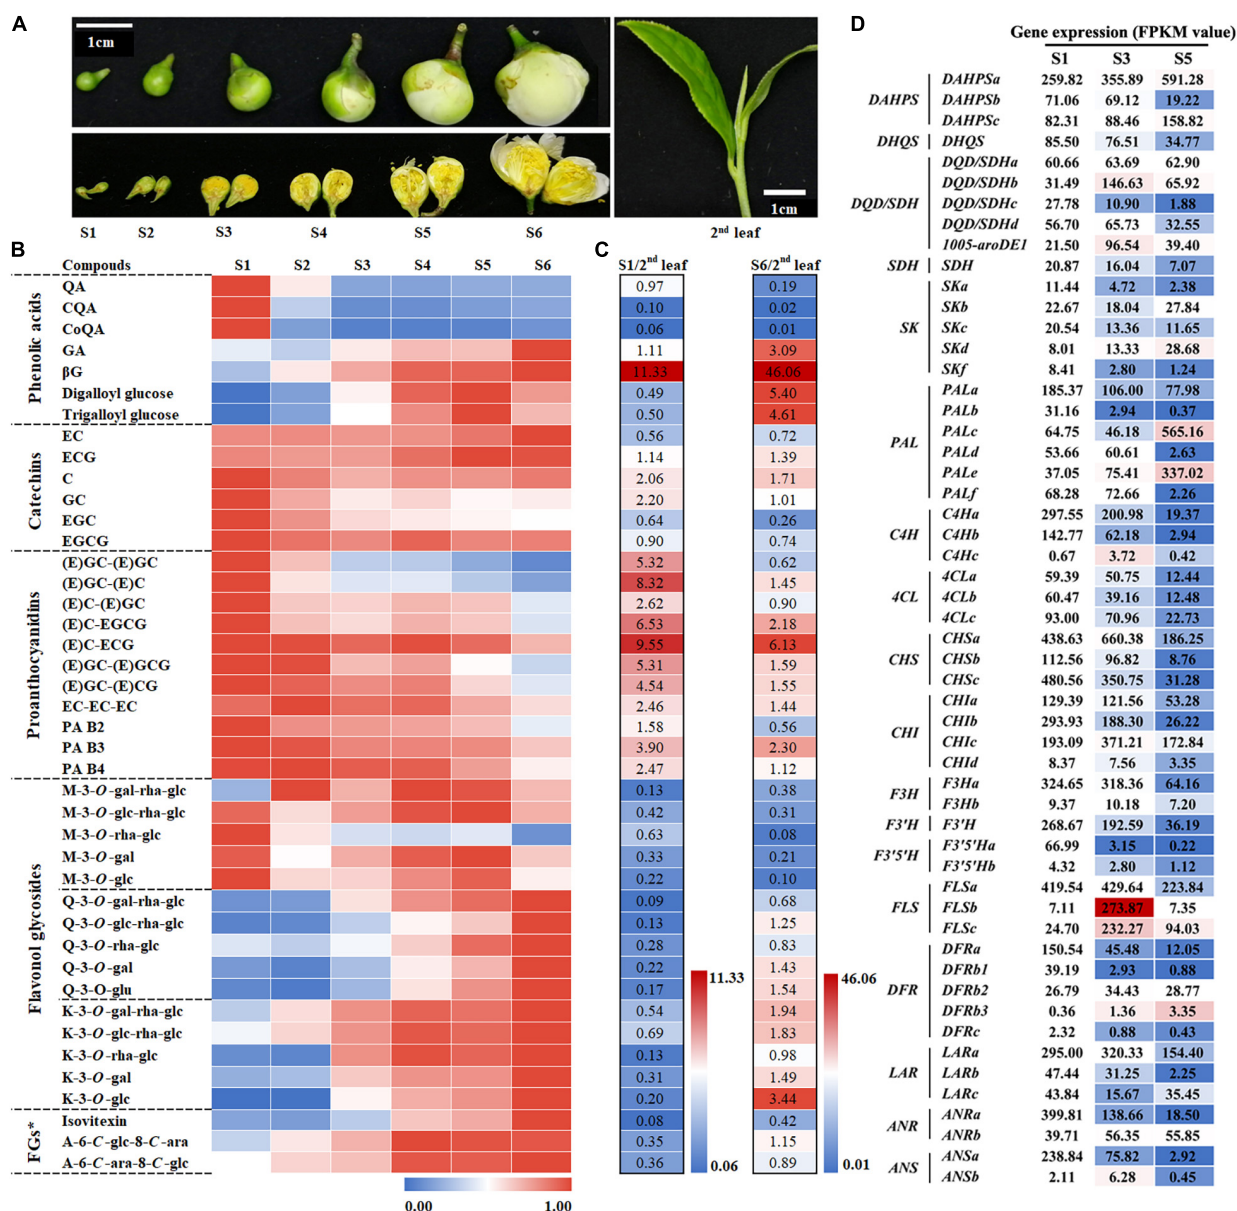 A
1cm
S1 S2 S3 S4 S5 S6
1cm
2nd leaf
B
Compouds S1 S2 S3 S4 S5 S6
Phenolic acids
QA
CQA
CoQA
GA
βG
Digalloyl glucose
Trigalloyl glucose
Catechins
EC
ECG
C
GC
EGC
EGCG
Proanthocyanidins
(E)GC-(E)GC
(E)GC-(E)C
(E)C-(E)GC
(E)C-EGCG
(E)C-ECG
(E)GC-(E)GCG
(E)GC-(E)CG
EC-EC-EC
PA B2
PA B3
PA B4
Flavonol glycosides
M-3-O-gal-rha-glc
M-3-O-glc-rha-glc
M-3-O-rha-glc
M-3-O-gal
M-3-O-glc
Q-3-O-gal-rha-glc
Q-3-O-glc-rha-glc
Q-3-O-rha-glc
Q-3-O-gal
Q-3-O-glu
K-3-O-gal-rha-glc
K-3-O-glc-rha-glc
K-3-O-rha-glc
K-3-O-gal
K-3-O-glc
FGs*
Isovitexin
A-6-C-glc-8-C-ara
A-6-C-ara-8-C-glc
0.00 1.00
C
S1/2nd leaf S6/2nd leaf
0.97 0.19
0.10 0.02
0.06 0.01
1.11 3.09
11.33 46.06
0.49 5.40
0.50 4.61
0.56 0.72
1.14 1.39
2.06 1.71
2.20 1.01
0.64 0.26
0.90 0.74
5.32 0.62
8.32 1.45
2.62 0.90
6.53 2.18
9.55 6.13
5.31 1.59
4.54 1.55
2.46 1.44
1.58 0.56
3.90 2.30
2.47 1.12
0.13 0.38
0.42 0.31
0.63 0.08
0.33 0.21
0.22 0.10
0.09 0.68
0.13 1.25
0.28 0.83
0.22 1.43
0.17 1.54
0.54 1.94
0.69 1.83
0.13 0.98
0.31 1.49
0.20 3.44
0.08 0.42
0.35 1.15
0.36 0.89
11.33
0.06
46.06
0.01
D
Gene expression (FPKM value)
S1 S3 S5
DAHPS
DAHPSa 259.82 355.89 591.28
DAHPSb 71.06 69.12 19.22
DAHPSc 82.31 88.46 158.82
DHQS DHQS 85.50 76.51 34.77
DQD/SDH
DQD/SDHa 60.66 63.69 62.90
DQD/SDHb 31.49 146.63 65.92
DQD/SDHc 27.78 10.90 1.88
DQD/SDHd 56.70 65.73 32.55
1005-aroDE1 21.50 96.54 39.40
SDH SDH 20.87 16.04 7.07
SK
SKa 11.44 4.72 2.38
SKb 22.67 18.04 27.84
SKc 20.54 13.36 11.65
SKd 8.01 13.33 28.68
SKf 8.41 2.80 1.24
PAL
PALa 185.37 106.00 77.98
PALb 31.16 2.94 0.37
PALc 64.75 46.18 565.16
PALd 53.66 60.61 2.63
PALe 37.05 75.41 337.02
PALf 68.28 72.66 2.26
C4H
C4Ha 297.55 200.98 19.37
C4Hb 142.77 62.18 2.94
C4Hc 0.67 3.72 0.42
4CL
4CLa 59.39 50.75 12.44
4CLb 60.47 39.16 12.48
4CLc 93.00 70.96 22.73
CHS
CHSa 438.63 660.38 186.25
CHSb 112.56 96.82 8.76
CHSc 480.56 350.75 31.28
CHI
CHIa 129.39 121.56 53.28
CHIb 293.93 188.30 26.22
CHIc 193.09 371.21 172.84
CHId 8.37 7.56 3.35
F3H
F3Ha 324.65 318.36 64.16
F3Hb 9.37 10.18 7.20
F3'H F3'H 268.67 192.59 36.19
F3'5'H
F3'5'Ha 66.99 3.15 0.22
F3'5'Hb 4.32 2.80 1.12
FLS
FLSa 419.54 429.64 223.84
FLSb 7.11 273.87 7.35
FLSc 24.70 232.27 94.03
DFR
DFRa 150.54 45.48 12.05
DFRb1 39.19 2.93 0.88
DFRb2 26.79 34.43 28.77
DFRb3 0.36 1.36 3.35
DFRc 2.32 0.88 0.43
LAR
LARa 295.00 320.33 154.40
LARb 47.44 31.25 2.25
LARc 43.84 15.67 35.45
ANR
ANRa 399.81 138.66 18.50
ANRb 39.71 56.35 55.85
ANS
ANSa 238.84 75.82 2.92
ANSb 2.11 6.28 0.45